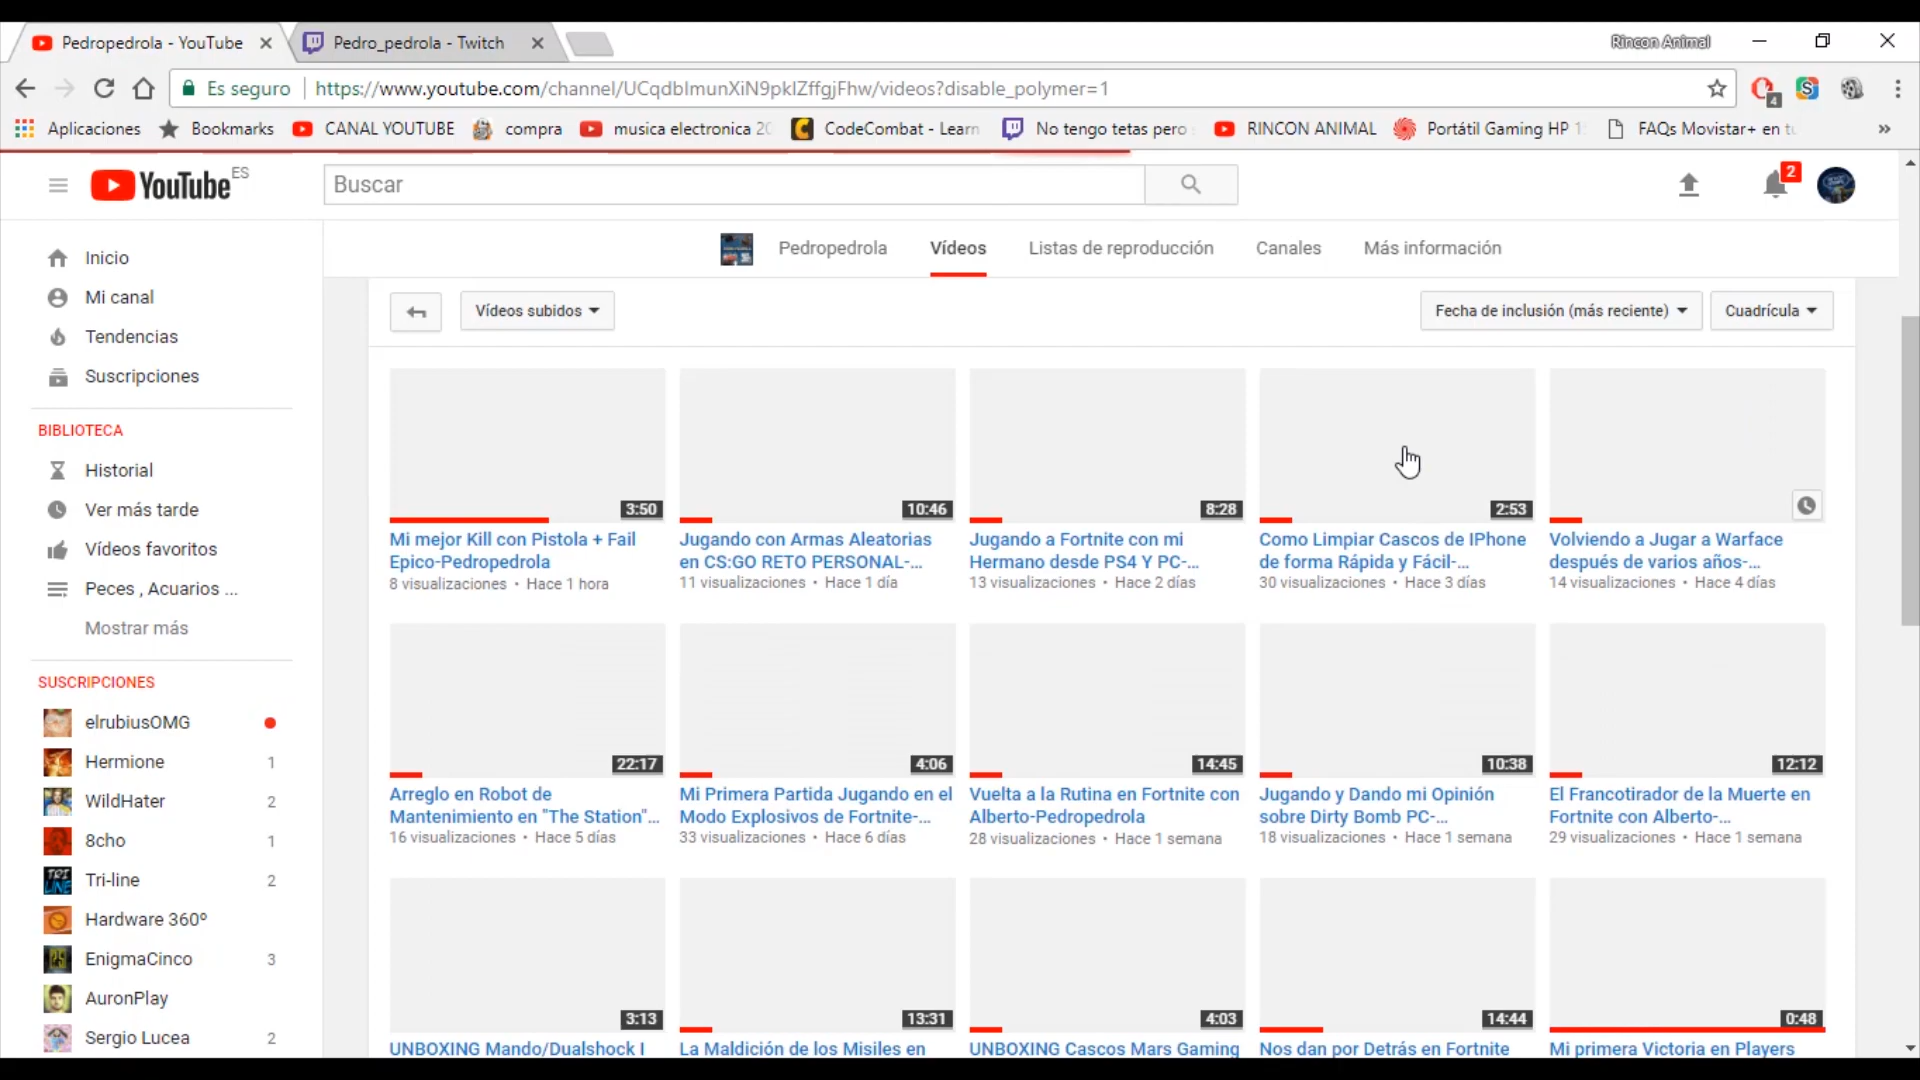 Pedropedrola - YouTube
Pedro_pedrola - Twitch
Rincon Animal
Es seguro
https://www.youtube.com/channel/UCqdblmunXiN9pkIZffgjFhw/videos?disable_polymer=1
4
Aplicaciones
Bookmarks
CANAL YOUTUBE
compra
musica electronica 20
CodeCombat - Learn
No tengo tetas pero
RINCON ANIMAL
Portátil Gaming HP 1
FAQs Movistar+ en tu
YouTube ES
Buscar
2
Pedropedrola
Vídeos
Listas de reproducción
Canales
Más información
Inicio
Mi canal
Tendencias
Suscripciones
BIBLIOTECA
Historial
Ver más tarde
Vídeos favoritos
Peces , Acuarios ...
Mostrar más
SUSCRIPCIONES
elrubiusOMG
Hermione 1
WildHater 2
8cho 1
Tri-line 2
Hardware 360º
EnigmaCinco 3
AuronPlay
Sergio Lucea 2
Vídeos subidos
Fecha de inclusión (más reciente)
Cuadrícula
3:50
Mi mejor Kill con Pistola + Fail
Epico-Pedropedrola
8 visualizaciones • Hace 1 hora
10:46
Jugando con Armas Aleatorias
en CS:GO RETO PERSONAL-...
11 visualizaciones • Hace 1 día
8:28
Jugando a Fortnite con mi
Hermano desde PS4 Y PC-...
13 visualizaciones • Hace 2 días
2:53
Como Limpiar Cascos de IPhone
de forma Rápida y Fácil-...
30 visualizaciones • Hace 3 días
Volviendo a Jugar a Warface
después de varios años-...
14 visualizaciones • Hace 4 días
22:17
Arreglo en Robot de
Mantenimiento en "The Station"...
16 visualizaciones • Hace 5 días
4:06
Mi Primera Partida Jugando en el
Modo Explosivos de Fortnite-...
33 visualizaciones • Hace 6 días
14:45
Vuelta a la Rutina en Fortnite con
Alberto-Pedropedrola
28 visualizaciones • Hace 1 semana
10:38
Jugando y Dando mi Opinión
sobre Dirty Bomb PC-...
18 visualizaciones • Hace 1 semana
12:12
El Francotirador de la Muerte en
Fortnite con Alberto-...
29 visualizaciones • Hace 1 semana
3:13
UNBOXING Mando/Dualshock I
13:31
La Maldición de los Misiles en
4:03
UNBOXING Cascos Mars Gaming
14:44
Nos dan por Detrás en Fortnite
0:48
Mi primera Victoria en Players